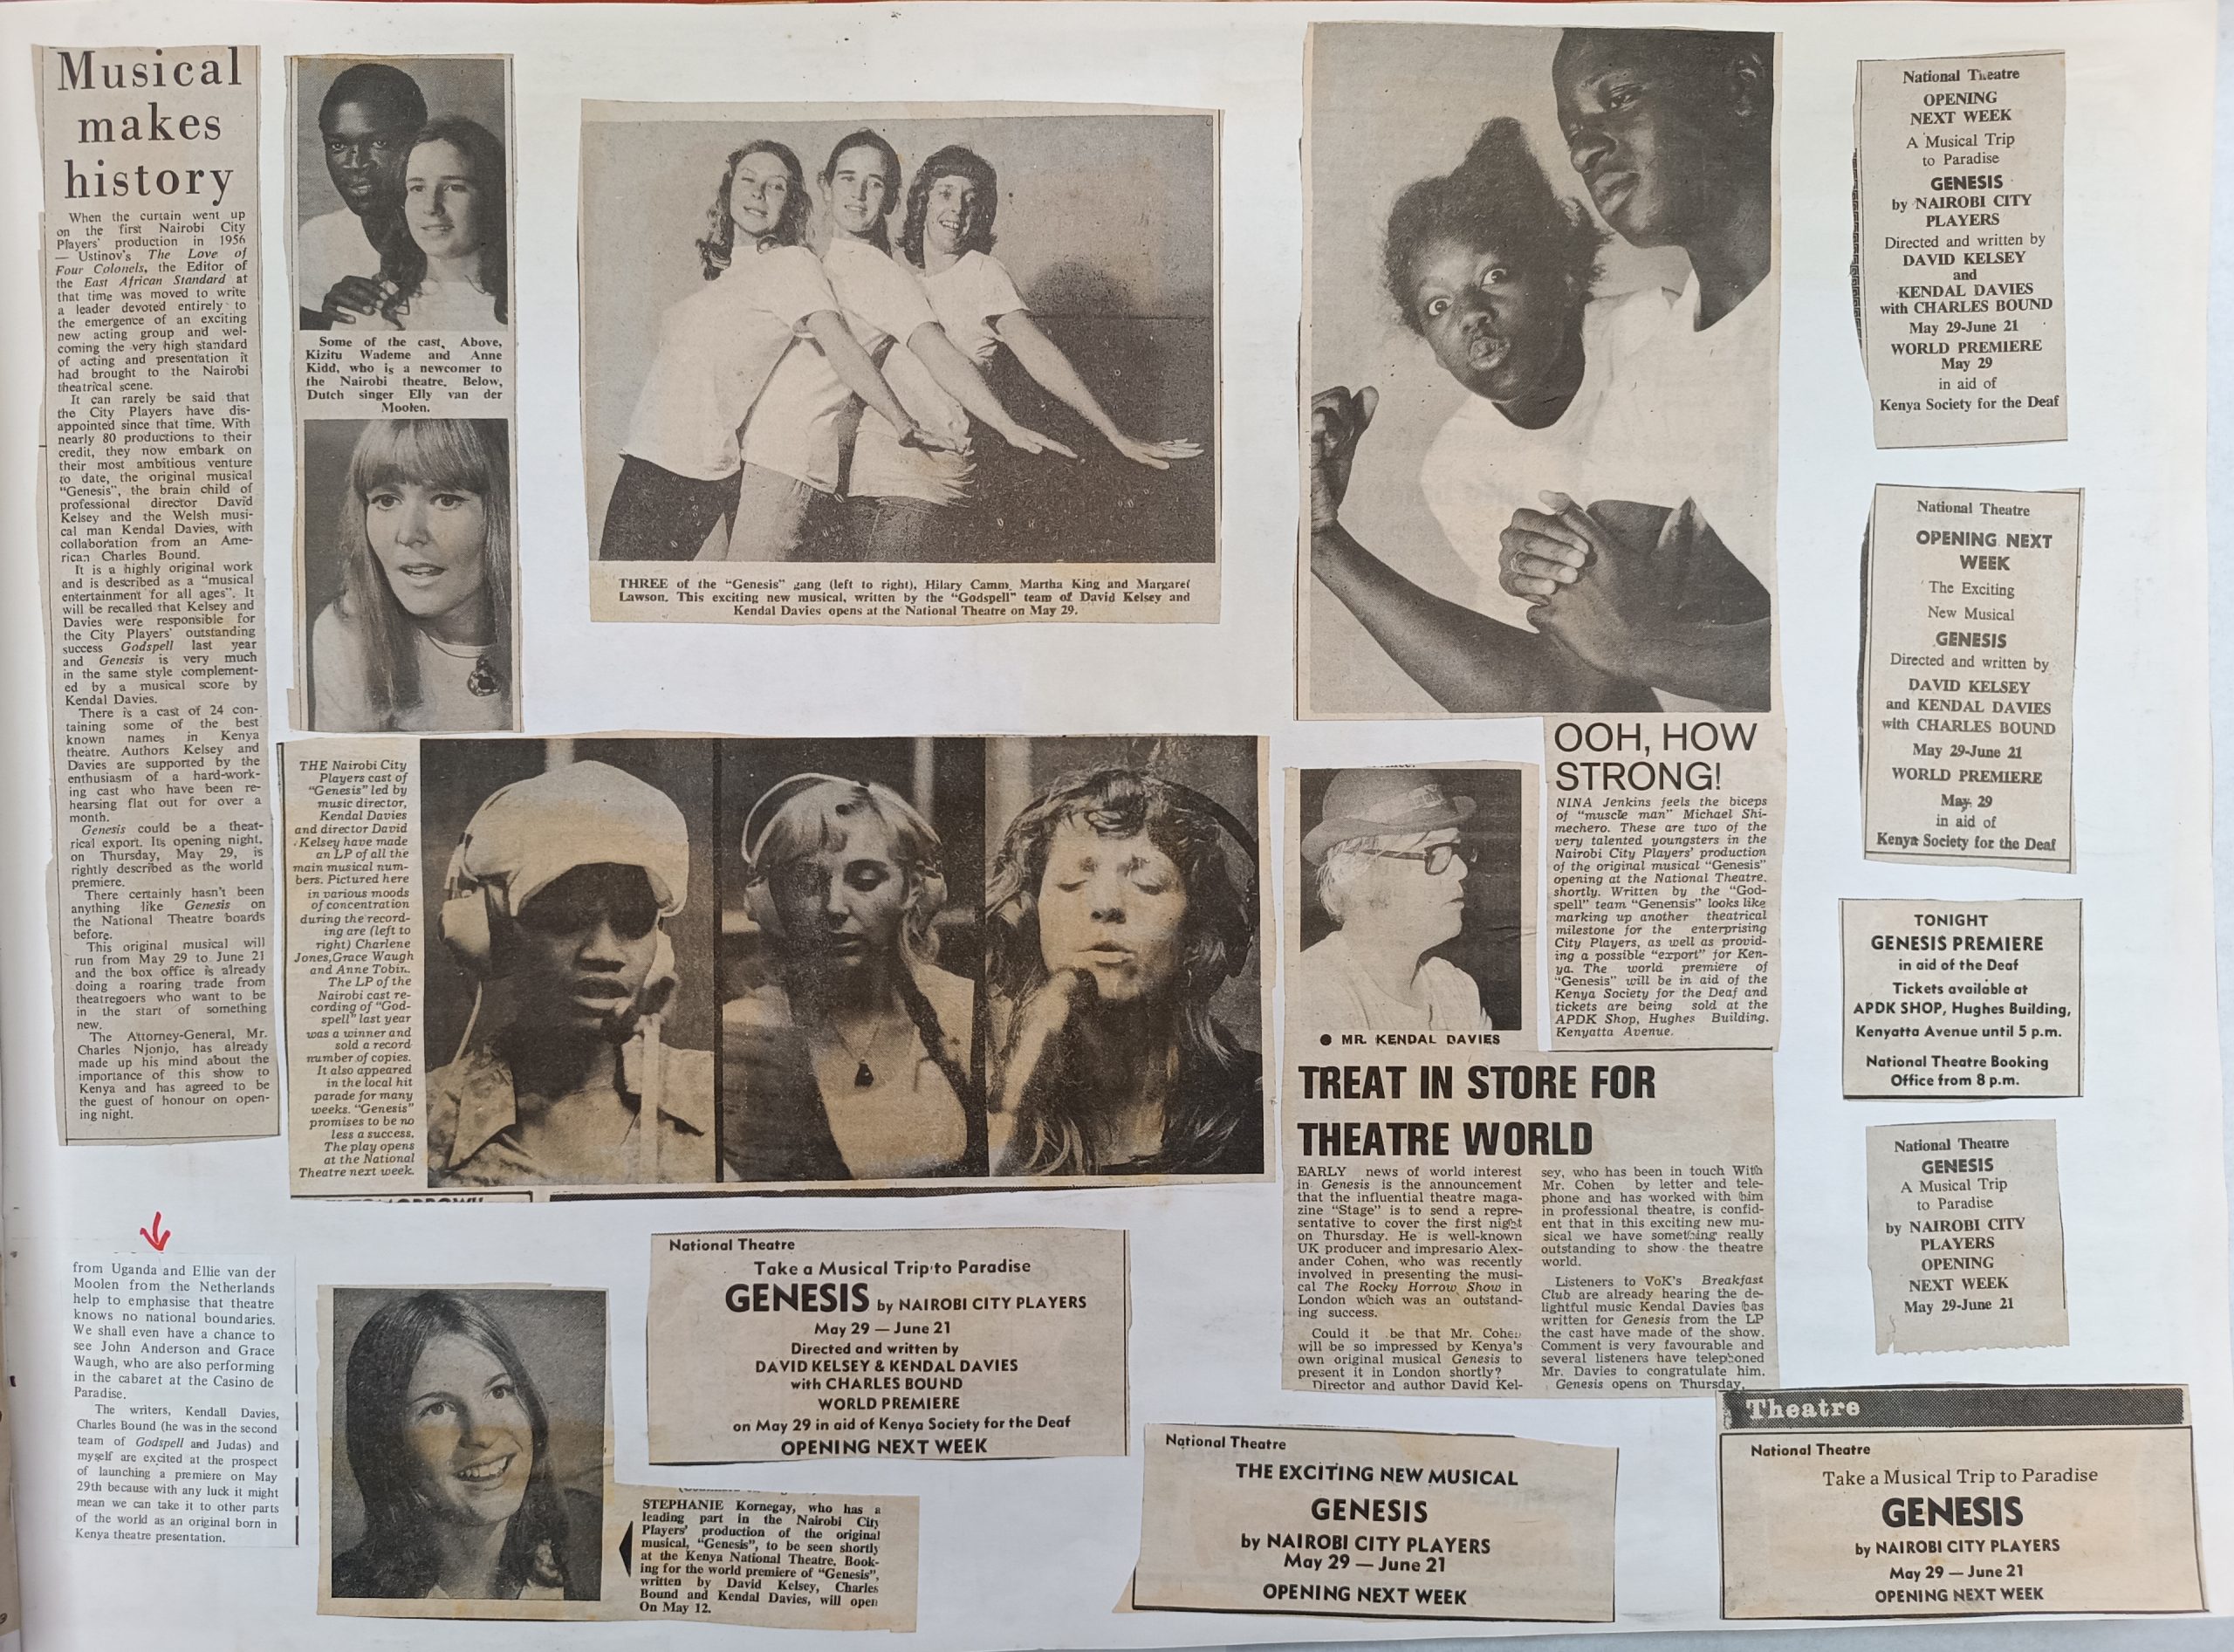 Musical
makes
history
When the curtain went up
on the first Nairobi City
Players' production in 1956
— Ustinov's The Love of
Four Colonels, the Editor of
the East African Standard at
that time was moved to write
a leader devoted entirely to
the emergence of an exciting
new acting group and wel-
coming the very high standard
of acting and presentation it
had brought to the Nairobi
theatrical scene.
It can rarely be said that
the City Players have dis-
appointed since that time. With
nearly 80 productions to their
credit, they now embark on
their most ambitious venture
to date, the original musical
"Genesis", the brain child of
professional director David
Kelsey and the Welsh musi-
cal man Kendal Davies, with
collaboration from an Ame-
rican Charles Bound.
It is a highly original work
and is described as a "musical
entertainment for all ages". It
will be recalled that Kelsey and
Davies were responsible for
the City Players' outstanding
success Godspell last year
and Genesis is very much
in the same style complement-
ed by a musical score by
Kendal Davies.
There is a cast of 24 con-
taining some of the best
known names in Kenya
theatre. Authors Kelsey and
Davies are supported by the
enthusiasm of a hard-work-
ing cast who have been re-
hearsing flat out for over a
month.
Genesis could be a theat-
rical export. Its opening night,
on Thursday, May 29, is
rightly described as the world
premiere.
There certainly hasn't been
anything like Genesis on
the National Theatre boards
before.
This original musical will
run from May 29 to June 21
and the box office is already
doing a roaring trade from
theatregoers who want to be
in the start of something
new.
The Attorney-General, Mr.
Charles Njonjo, has already
made up his mind about the
importance of this show to
Kenya and has agreed to be
the guest of honour on open-
ing night.
from Uganda and Ellie van der
Moolen from the Netherlands
help to emphasise that theatre
knows no national boundaries.
We shall even have a chance to
see John Anderson and Grace
Waugh, who are also performing
in the cabaret at the Casino de
Paradise.
The writers, Kendall Davies,
Charles Bound (he was in the second
team of Godspell and Judas) and
myself are excited at the prospect
of launching a premiere on May
29th because with any luck it might
mean we can take it to other parts
of the world as an original born in
Kenya theatre presentation.
Some of the cast. Above,
Kizitu Wademe and Anne
Kidd, who is a newcomer to
the Nairobi theatre. Below,
Dutch singer Elly van der
Moolen.
THREE of the "Genesis" gang (left to right), Hilary Camm, Martha King and Margaret
Lawson. This exciting new musical, written by the "Godspell" team of David Kelsey and
Kendal Davies opens at the National Theatre on May 29.
THE Nairobi City
Players cast of
"Genesis" led by
music director,
Kendal Davies
and director David
Kelsey have made
an LP of all the
main musical num-
bers. Pictured here
in various moods
of concentration
during the record-
ing are (left to
right) Charlene
Jones, Grace Waugh
and Anne Tobin.
The LP of the
Nairobi cast re-
cording of "God-
spell" last year
was a winner and
sold a record
number of copies.
It also appeared
in the local hit
parade for many
weeks. "Genesis"
promises to be no
less a success.
The play opens
at the National
Theatre next week.
STEPHANIE Kornegay, who has a
leading part in the Nairobi City
Players' production of the original
musical, "Genesis", to be seen shortly
at the Kenya National Theatre. Book-
ing for the world premiere of "Genesis",
written by David Kelsey, Charles
Bound and Kendal Davies, will open
On May 12.
National Theatre
Take a Musical Trip to Paradise
GENESIS by NAIROBI CITY PLAYERS
May 29 — June 21
Directed and written by
DAVID KELSEY & KENDAL DAVIES
with CHARLES BOUND
WORLD PREMIERE
on May 29 in aid of Kenya Society for the Deaf
OPENING NEXT WEEK
OOH, HOW
STRONG!
NINA Jenkins feels the biceps
of "muscle man" Michael Shi-
mechero. These are two of the
very talented youngsters in the
Nairobi City Players' production
of the original musical "Genesis"
opening at the National Theatre.
shortly. Written by the "God-
spell" team "Genensis" looks like
marking up another theatrical
milestone for the enterprising
City Players, as well as provid-
ing a possible "export" for Ken-
ya. The world premiere of
"Genesis" will be in aid of the
Kenya Society for the Deaf and
tickets are being sold at the
APDK Shop, Hughes Building.
Kenyatta Avenue.
● MR. KENDAL DAVIES
TREAT IN STORE FOR
THEATRE WORLD
EARLY news of world interest
in Genesis is the announcement
that the influential theatre maga-
zine "Stage" is to send a repre-
sentative to cover the first night
on Thursday. He is well-known
UK producer and impresario Alex-
ander Cohen, who was recently
involved in presenting the musi-
cal The Rocky Horrow Show in
London which was an outstand-
ing success.
Could it be that Mr. Cohen
will be so impressed by Kenya's
own original musical Genesis to
present it in London shortly?
Director and author David Kel-
sey, who has been in touch With
Mr. Cohen by letter and tele-
phone and has worked with him
in professional theatre, is confid-
ent that in this exciting new mu-
sical we have something really
outstanding to show the theatre
world.
Listeners to VoK's Breakfast
Club are already hearing the de-
lightful music Kendal Davies has
written for Genesis from the LP
the cast have made of the show.
Comment is very favourable and
several listeners have telephoned
Mr. Davies to congratulate him.
Genesis opens on Thursday,
National Theatre
THE EXCITING NEW MUSICAL
GENESIS
by NAIROBI CITY PLAYERS
May 29 — June 21
OPENING NEXT WEEK
National Theatre
OPENING
NEXT WEEK
A Musical Trip
to Paradise
GENESIS
by NAIROBI CITY
PLAYERS
Directed and written by
DAVID KELSEY
and
KENDAL DAVIES
with CHARLES BOUND
May 29-June 21
WORLD PREMIERE
May 29
in aid of
Kenya Society for the Deaf
National Theatre
OPENING NEXT
WEEK
The Exciting
New Musical
GENESIS
Directed and written by
DAVID KELSEY
and KENDAL DAVIES
with CHARLES BOUND
May 29-June 21
WORLD PREMIERE
May 29
in aid of
Kenya Society for the Deaf
TONIGHT
GENESIS PREMIERE
in aid of the Deaf
Tickets available at
APDK SHOP, Hughes Building,
Kenyatta Avenue until 5 p.m.
National Theatre Booking
Office from 8 p.m.
National Theatre
GENESIS
A Musical Trip
to Paradise
by NAIROBI CITY
PLAYERS
OPENING
NEXT WEEK
May 29-June 21
Theatre
National Theatre
Take a Musical Trip to Paradise
GENESIS
by NAIROBI CITY PLAYERS
May 29 — June 21
OPENING NEXT WEEK